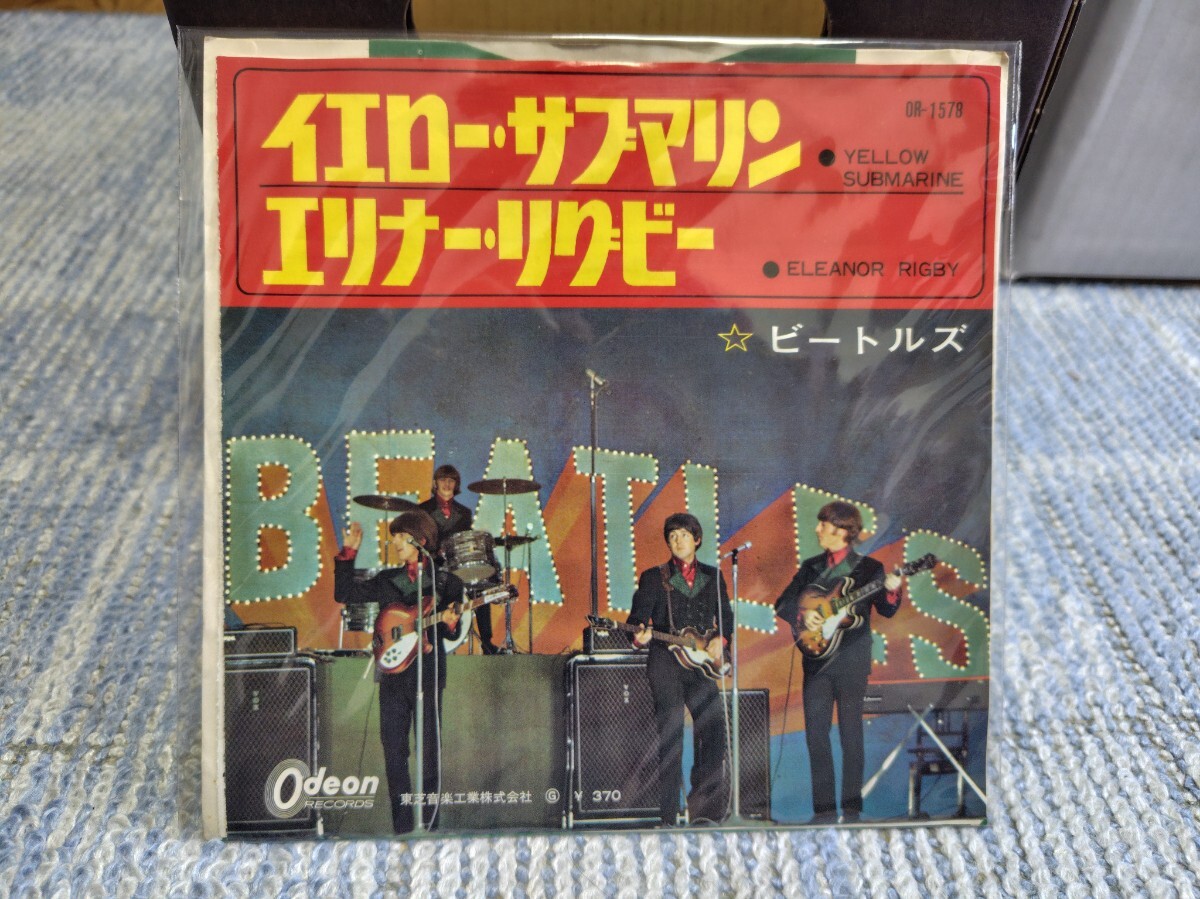 OR-1578
イエロー・サブマリン
● YELLOW
SUBMARINE
エリナー・リグビー
● ELEANOR RIGBY
☆ ビートルズ
BEATLES
VOX
VOX
Odeon
RECORDS
東芝音楽工業株式会社 Ⓖ ¥ 370